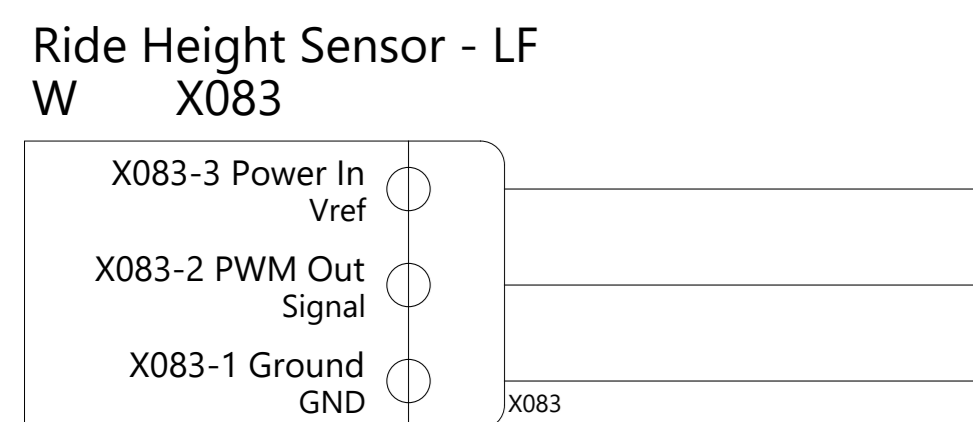 Ride Height Sensor - LF
W X083
X083-3 Power In
Vref
X083-2 PWM Out
Signal
X083-1 Ground
GND
X083